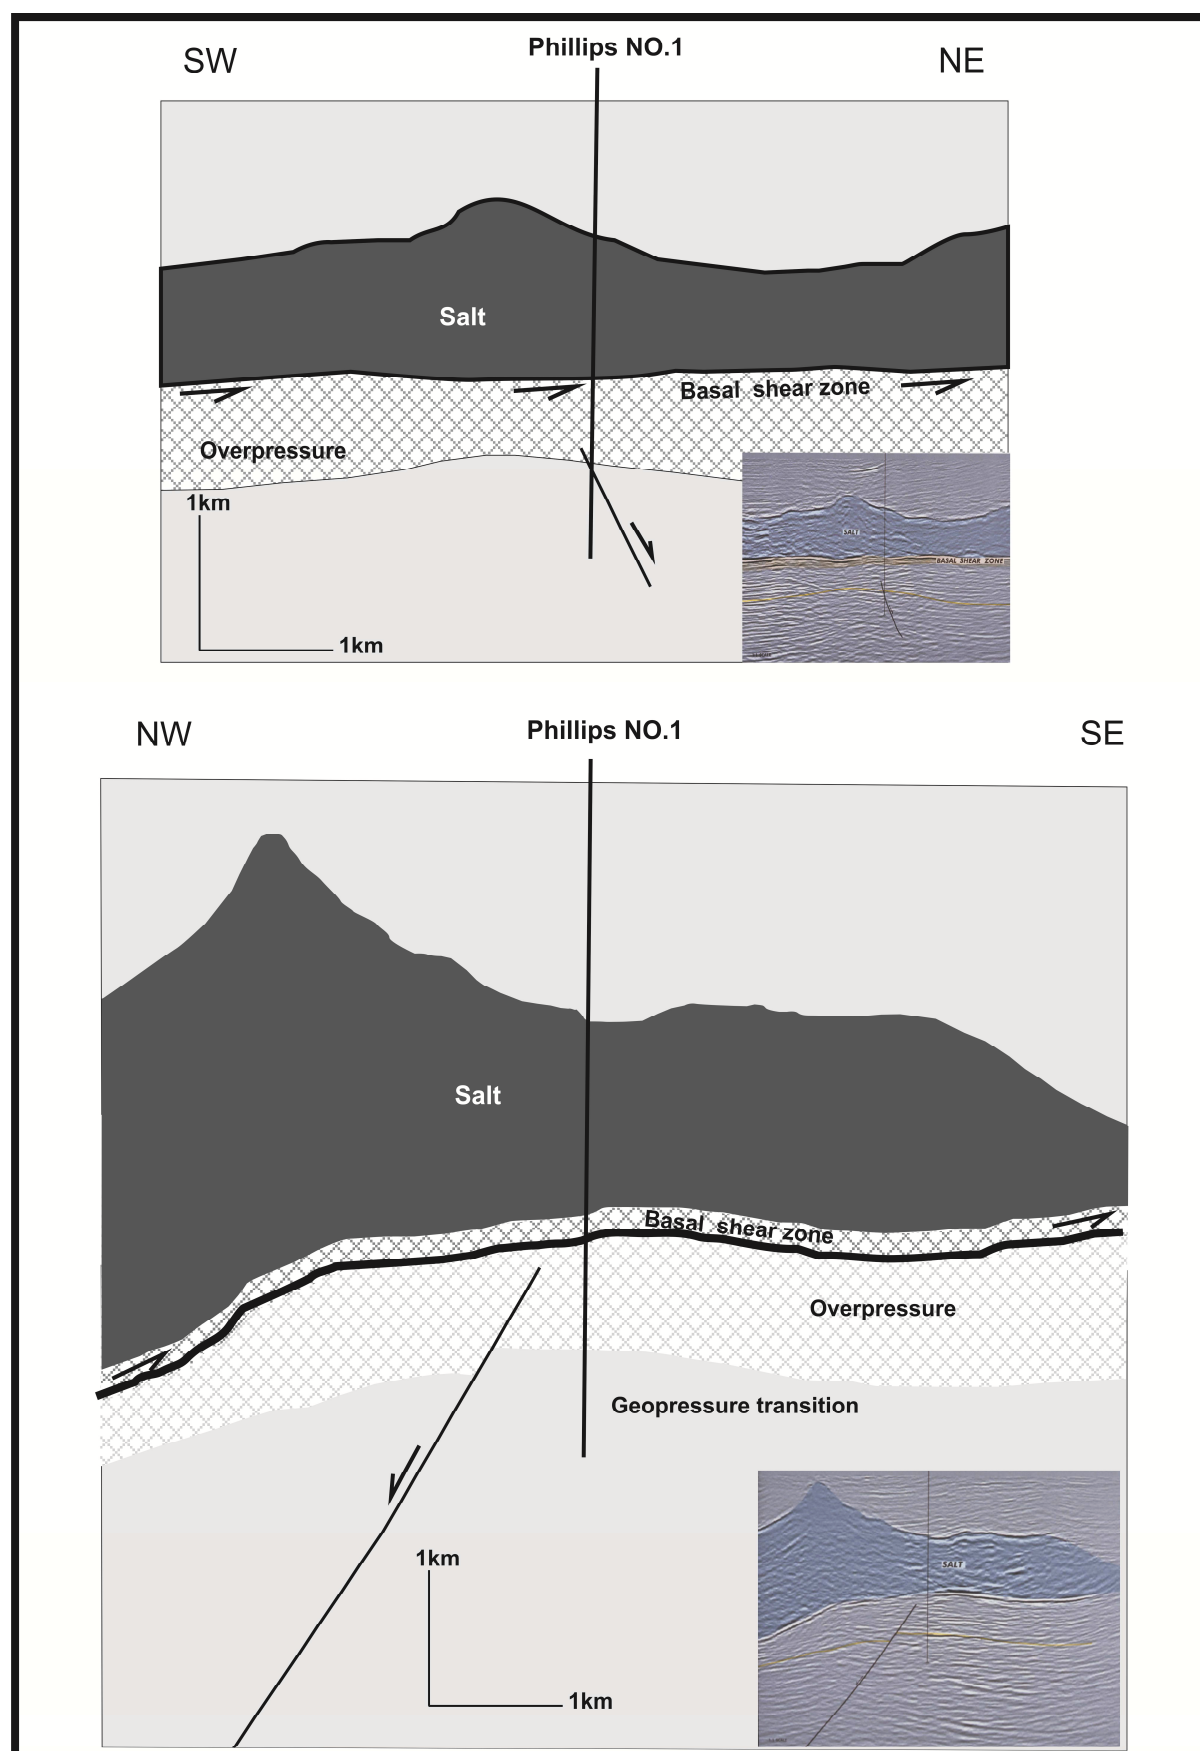 Phillips NO.1
SW
NE
Salt
Basal shear zone
Overpressure
1km
1km
SALT
BASAL SHEAR ZONE
Phillips NO.1
NW
SE
Salt
Basal shear zone
Overpressure
Geopressure transition
1km
1km
SALT